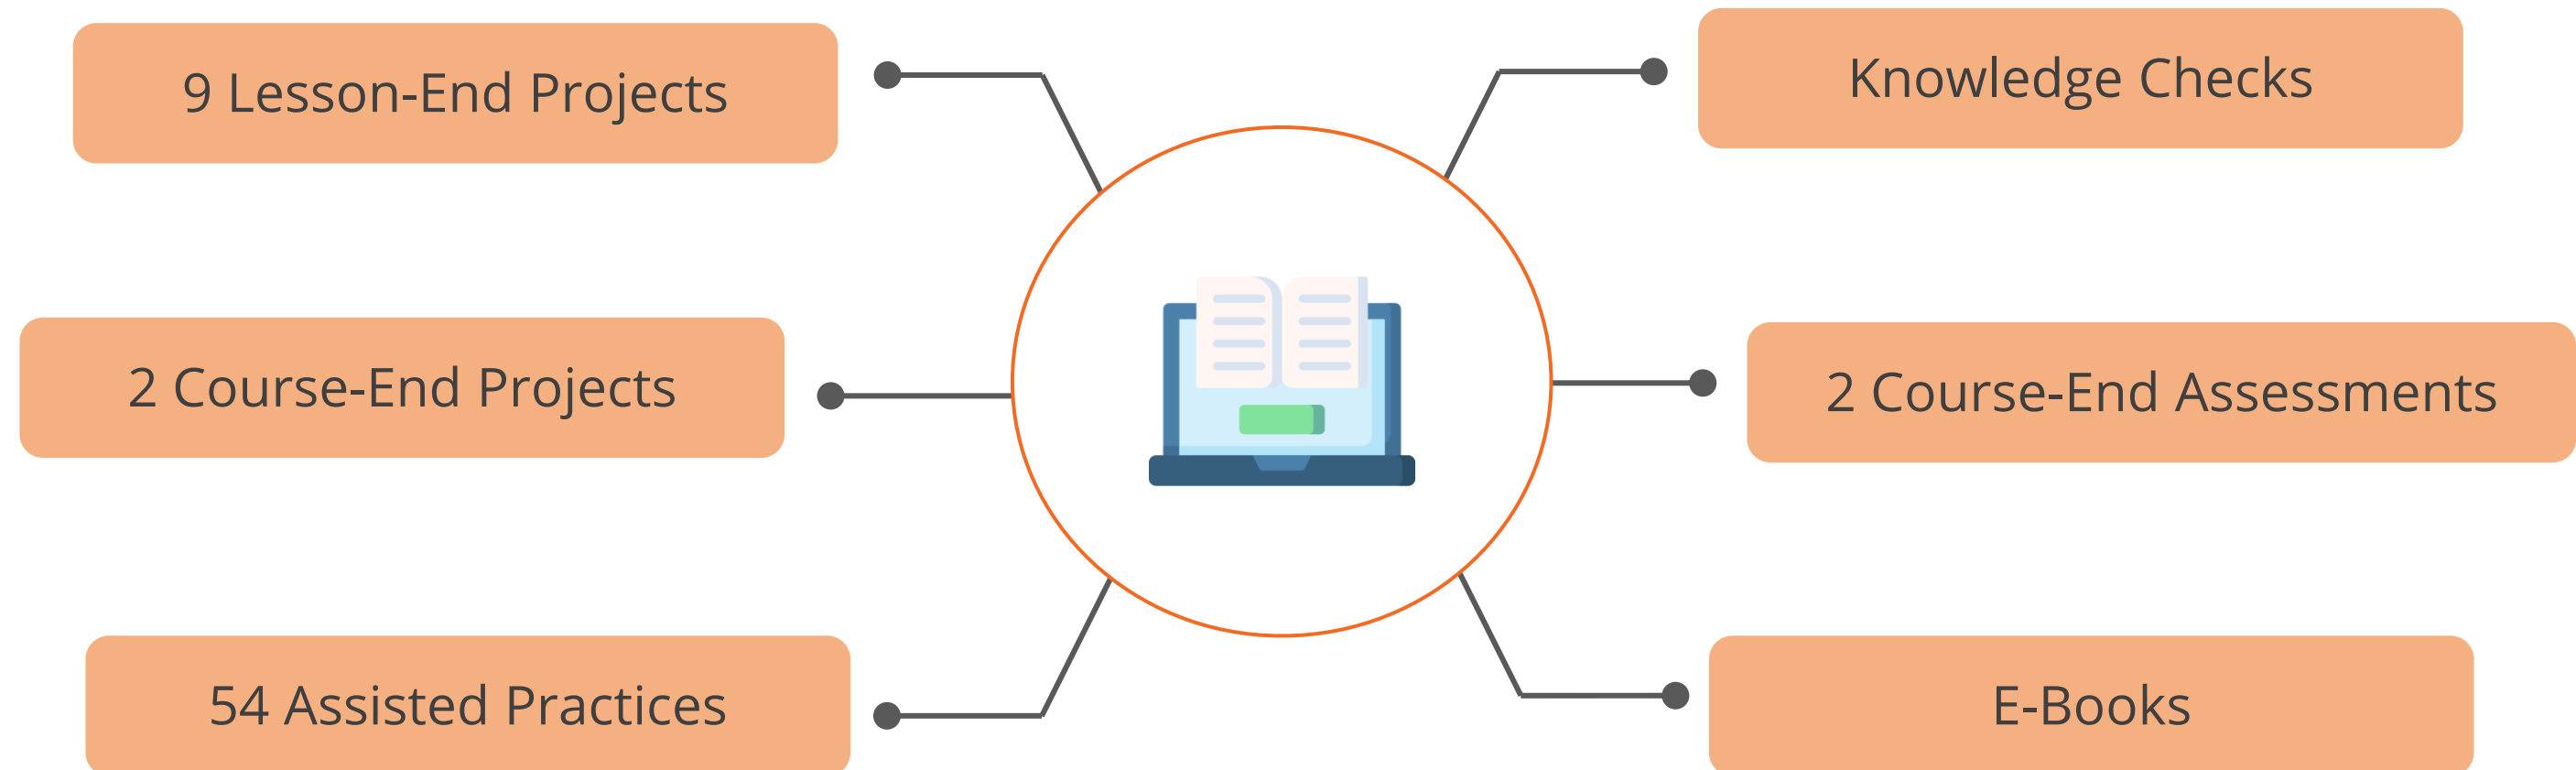 9 Lesson-End Projects
Knowledge Checks
2 Course-End Projects
2 Course-End Assessments
54 Assisted Practices
E-Books